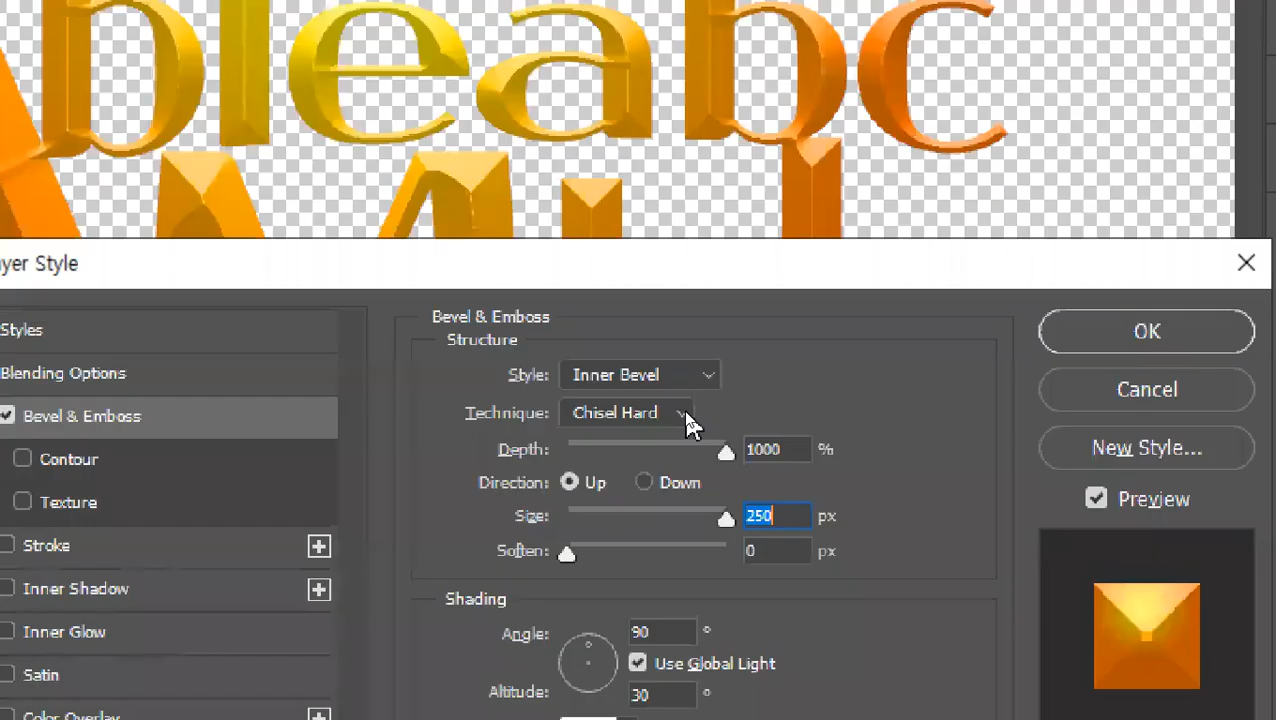 bleabc
yer Style
Styles
Blending Options
Bevel & Emboss
Contour
Texture
Stroke
Inner Shadow
Inner Glow
Satin
Color Overlay
Bevel & Emboss
Structure
Style: Inner Bevel
Technique: Chisel Hard
Depth: 1000 %
Direction: Up Down
Size: 250 px
Soften: 0 px
Shading
Angle: 90 °
Use Global Light
Altitude: 30 °
OK
Cancel
New Style...
Preview